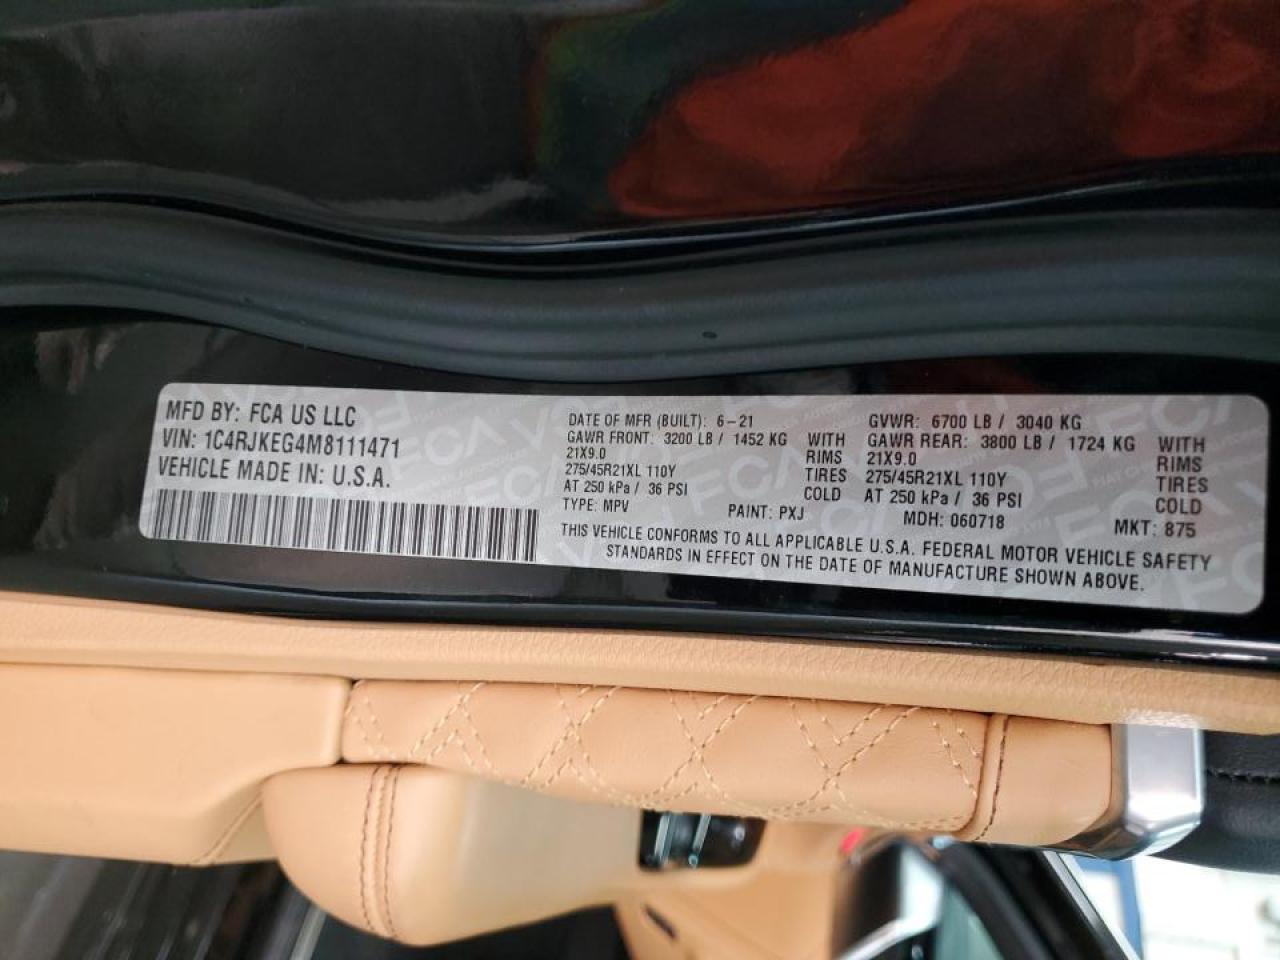 MFD BY: FCA US LLC
VIN: 1C4RJKEG4M8111471
VEHICLE MADE IN: U.S.A.
DATE OF MFR (BUILT): 6-21
GAWR FRONT: 3200 LB / 1452 KG WITH
21X9.0 RIMS
275/45R21XL 110Y TIRES
AT 250 kPa / 36 PSI COLD
GVWR: 6700 LB / 3040 KG
GAWR REAR: 3800 LB / 1724 KG WITH
21X9.0 RIMS
275/45R21XL 110Y TIRES
AT 250 kPa / 36 PSI COLD
TYPE: MPV PAINT: PXJ MDH: 060718 MKT: 875
THIS VEHICLE CONFORMS TO ALL APPLICABLE U.S.A. FEDERAL MOTOR VEHICLE SAFETY
STANDARDS IN EFFECT ON THE DATE OF MANUFACTURE SHOWN ABOVE.